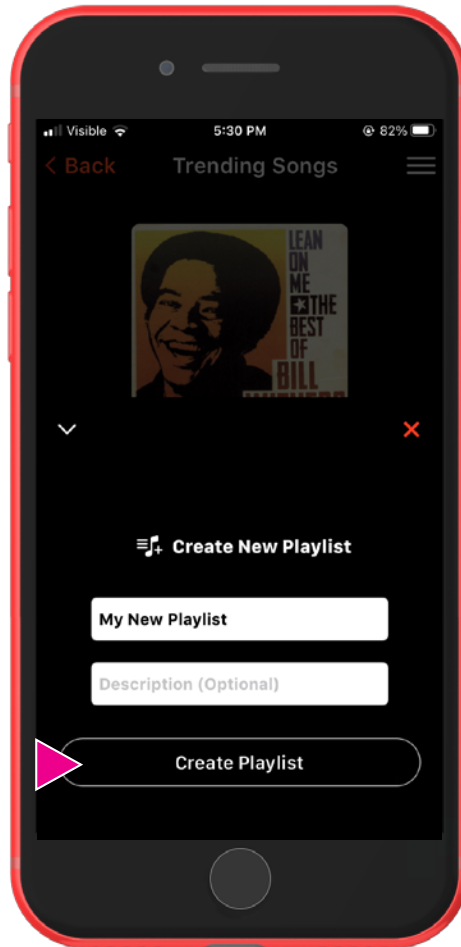 Visible 5:30 PM 82%
< Back Trending Songs
LEAN
ON
ME
THE
BEST
OF
BILL
Create New Playlist
My New Playlist
Description (Optional)
Create Playlist